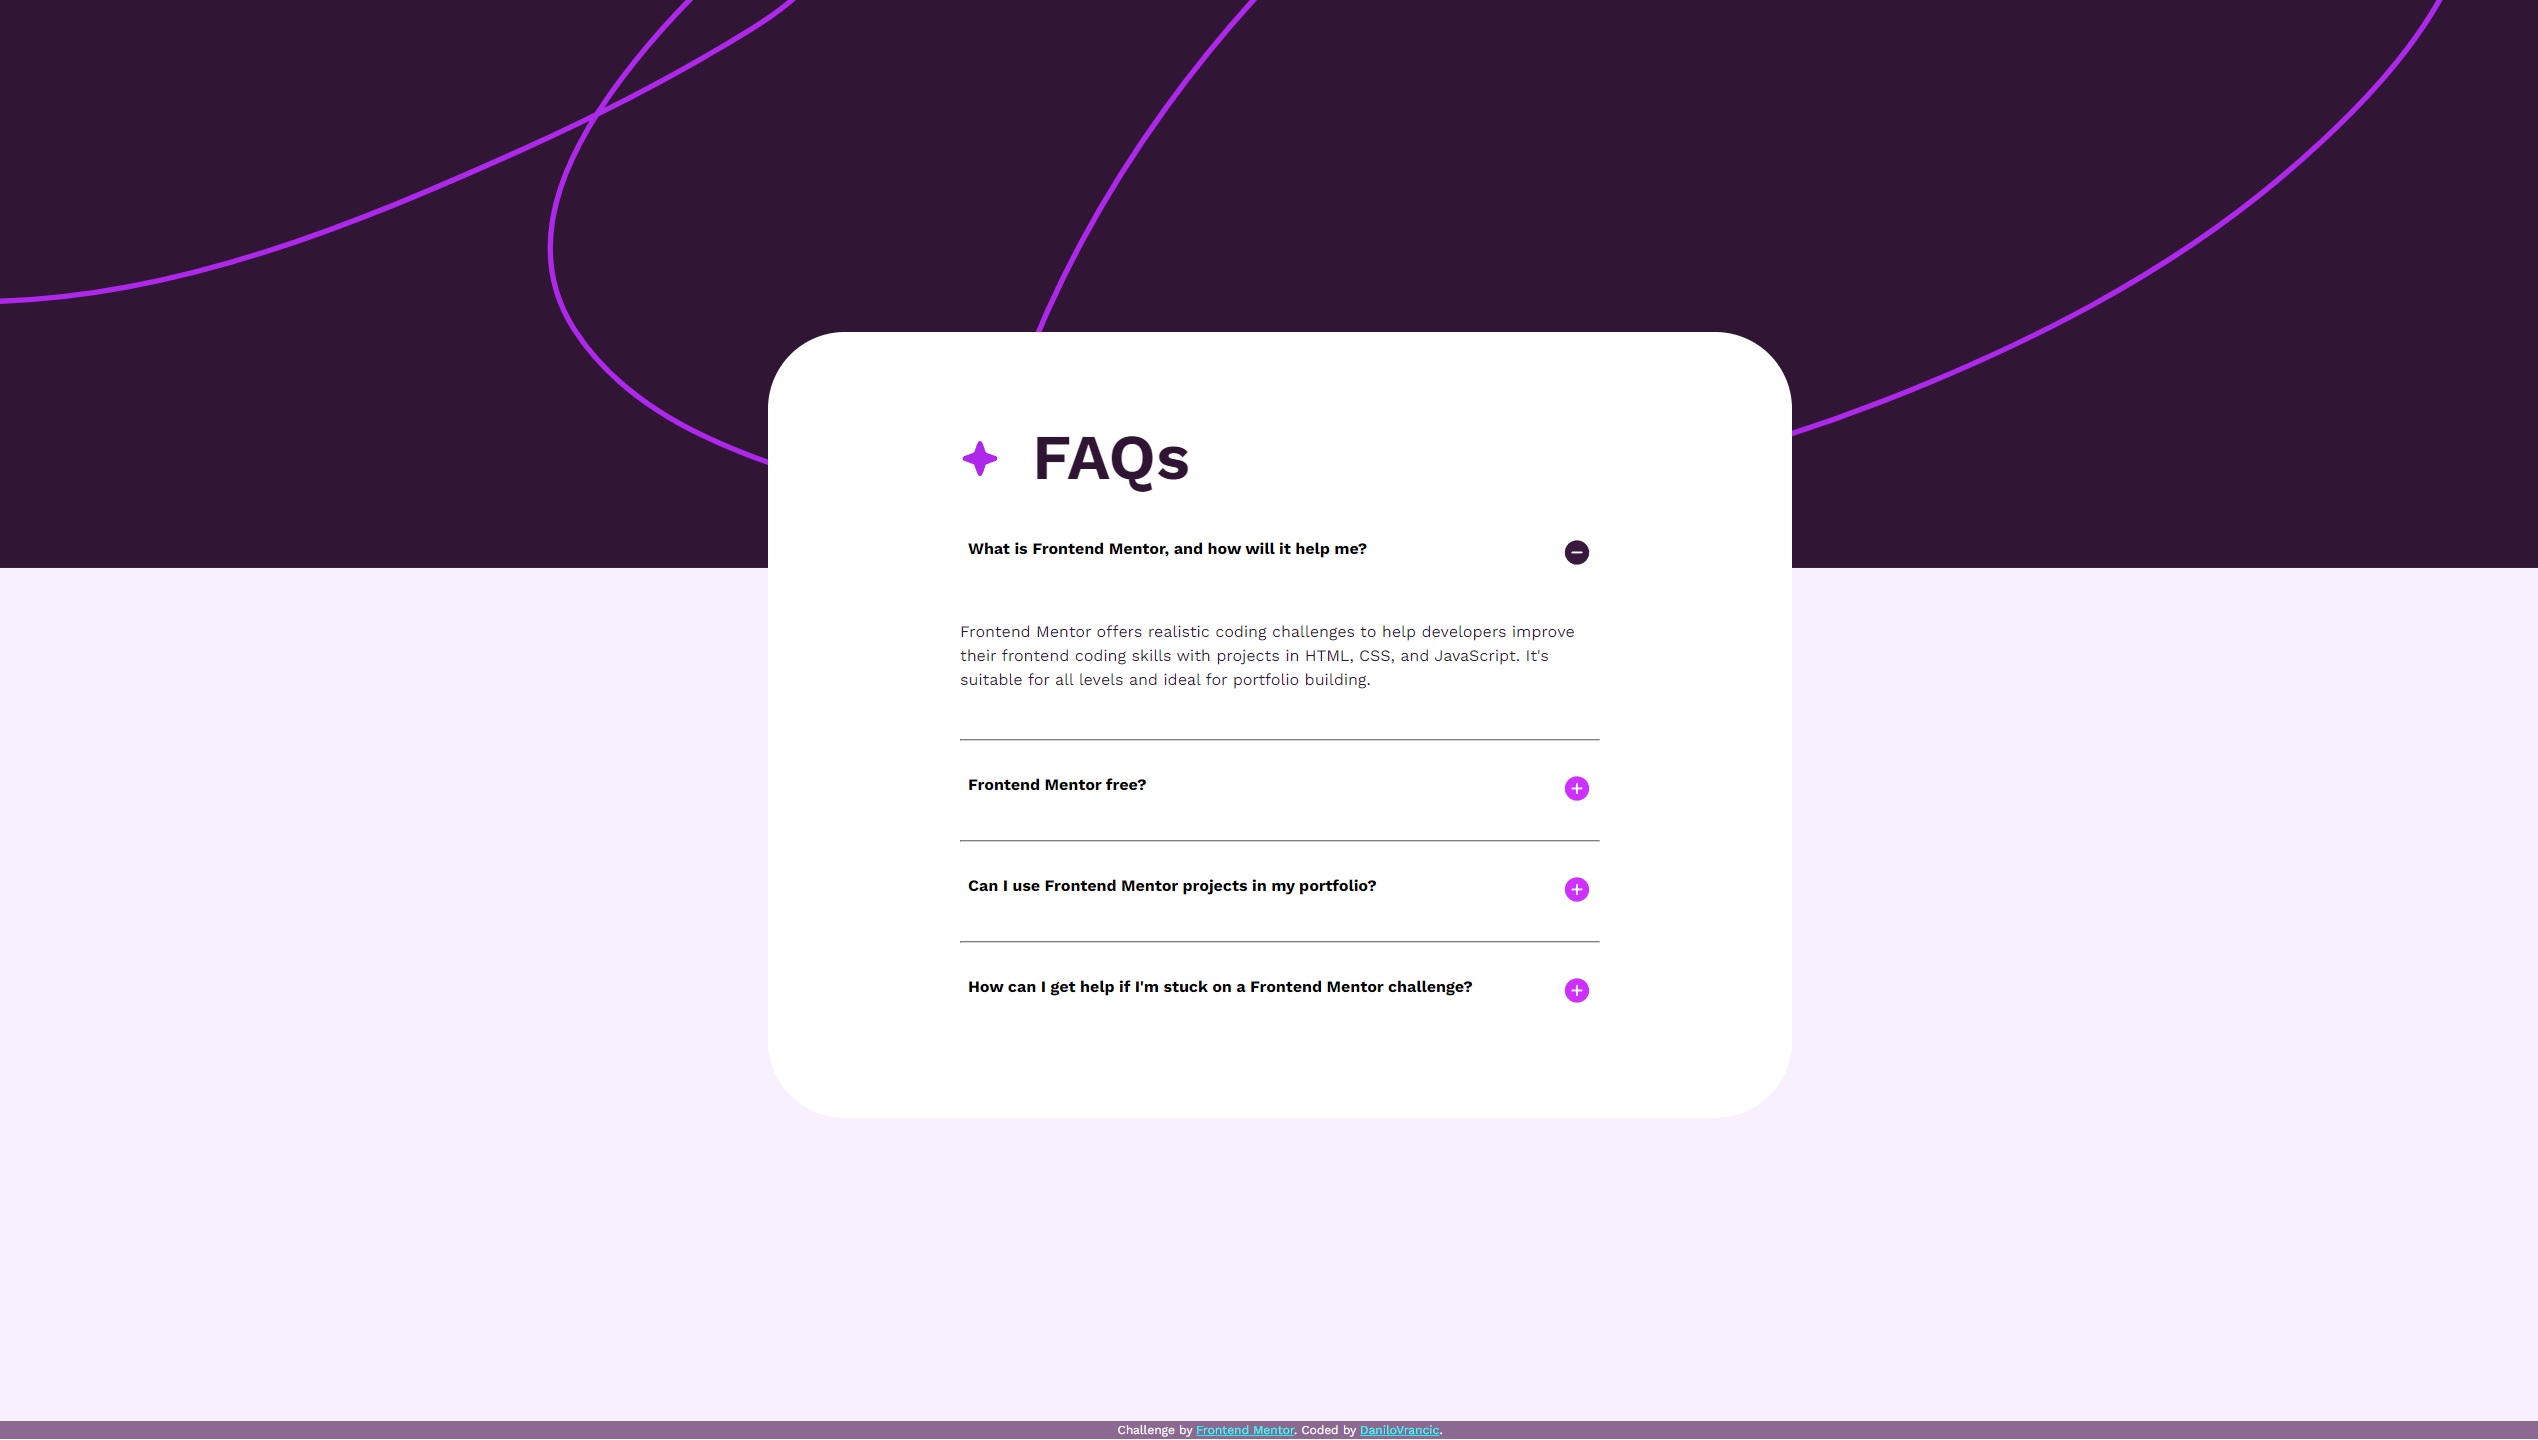 FAQs
What is Frontend Mentor, and how will it help me?
Frontend Mentor offers realistic coding challenges to help developers improve
their frontend coding skills with projects in HTML, CSS, and JavaScript. It's
suitable for all levels and ideal for portfolio building.
Frontend Mentor free?
Can I use Frontend Mentor projects in my portfolio?
How can I get help if I'm stuck on a Frontend Mentor challenge?
Challenge by Frontend Mentor. Coded by DaniloVrancic.